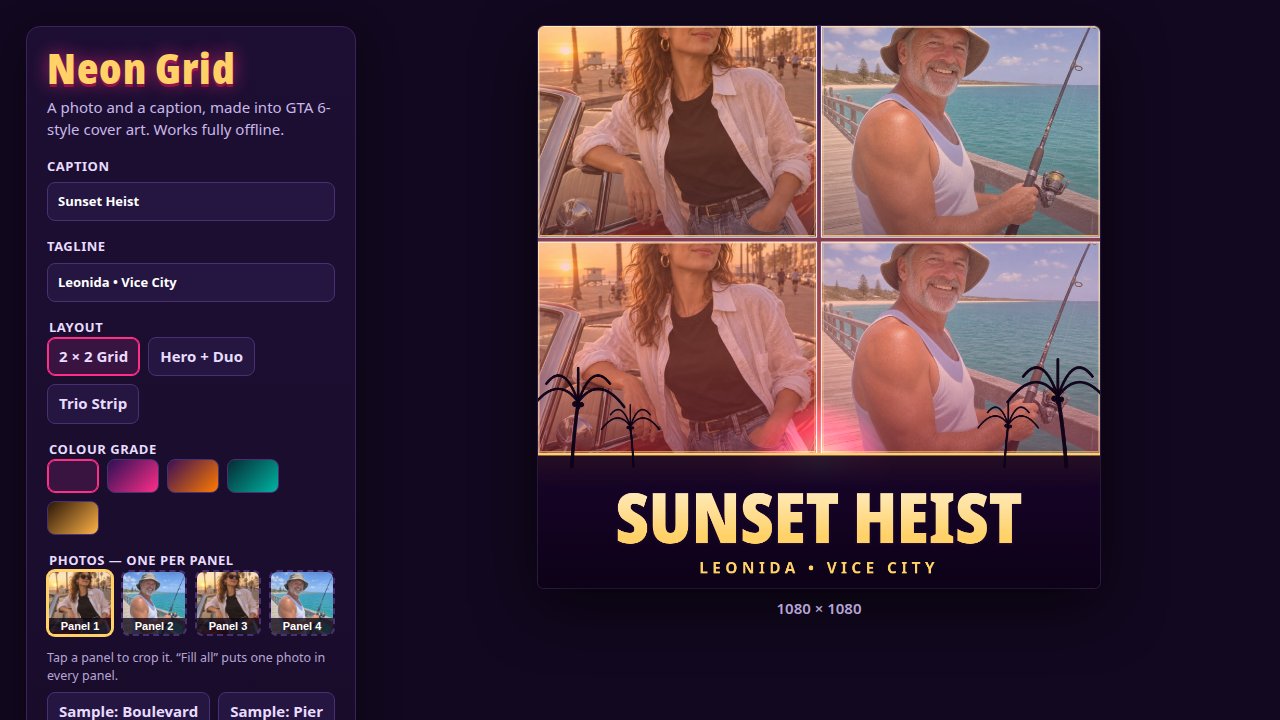 Neon Grid
A photo and a caption, made into GTA 6-
style cover art. Works fully offline.
CAPTION
Sunset Heist
TAGLINE
Leonida • Vice City
LAYOUT
2 × 2 Grid
Hero + Duo
Trio Strip
COLOUR GRADE
PHOTOS — ONE PER PANEL
Panel 1
Panel 2
Panel 3
Panel 4
Tap a panel to crop it. “Fill all” puts one photo in
every panel.
Sample: Boulevard
Sample: Pier
SUNSET HEIST
LEONIDA • VICE CITY
1080 × 1080